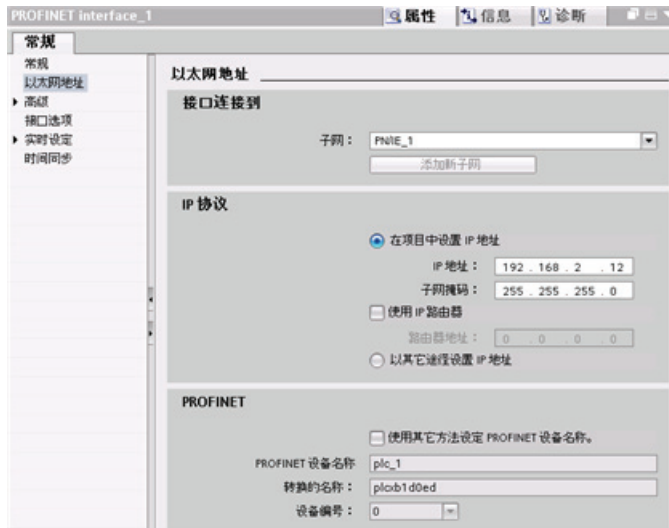 PROFINET interface_1
属性
信息
诊断
常规
常规
以太网地址
高级
接口选项
实时设定
时间同步
以太网地址
接口连接到
子网：
PN/IE_1
添加新子网
IP 协议
在项目中设置 IP 地址
IP 地址： 192 . 168 . 2 . 12
子网掩码： 255 . 255 . 255 . 0
使用 IP 路由器
路由器地址： 0 . 0 . 0 . 0
以其它途径设置 IP 地址
PROFINET
使用其它方法设定 PROFINET 设备名称。
PROFINET 设备名称 plc_1
转换的名称： plcxb1d0ed
设备编号： 0